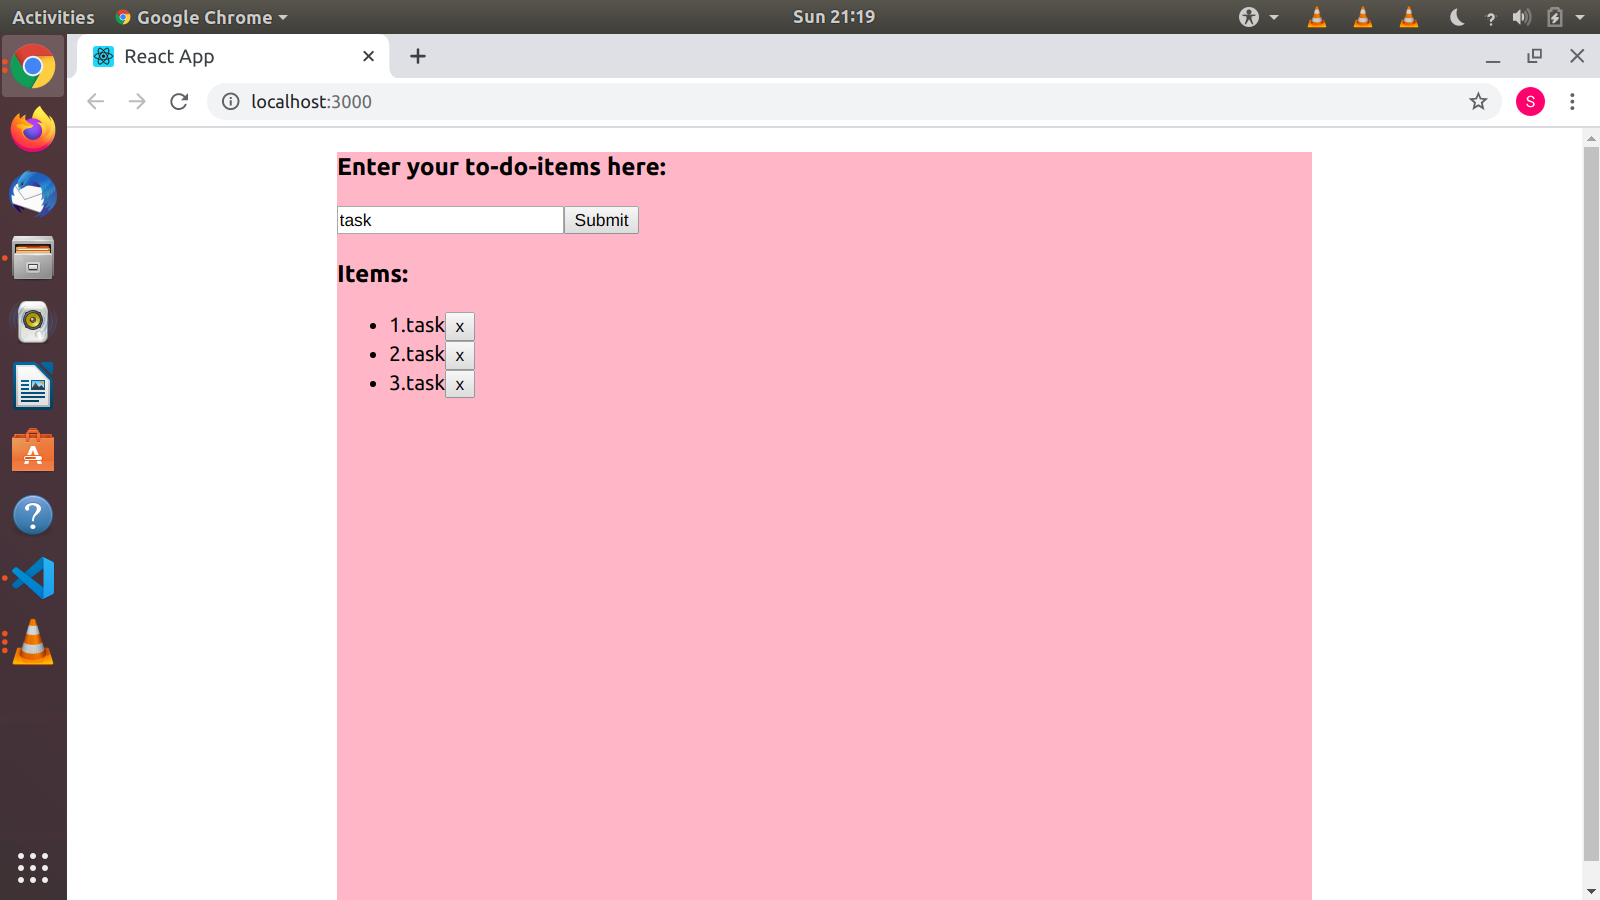 Activities Google Chrome Sun 21:19
React App
localhost:3000 S
Enter your to-do-items here:
task Submit
Items:
• 1.task x
• 2.task x
• 3.task x